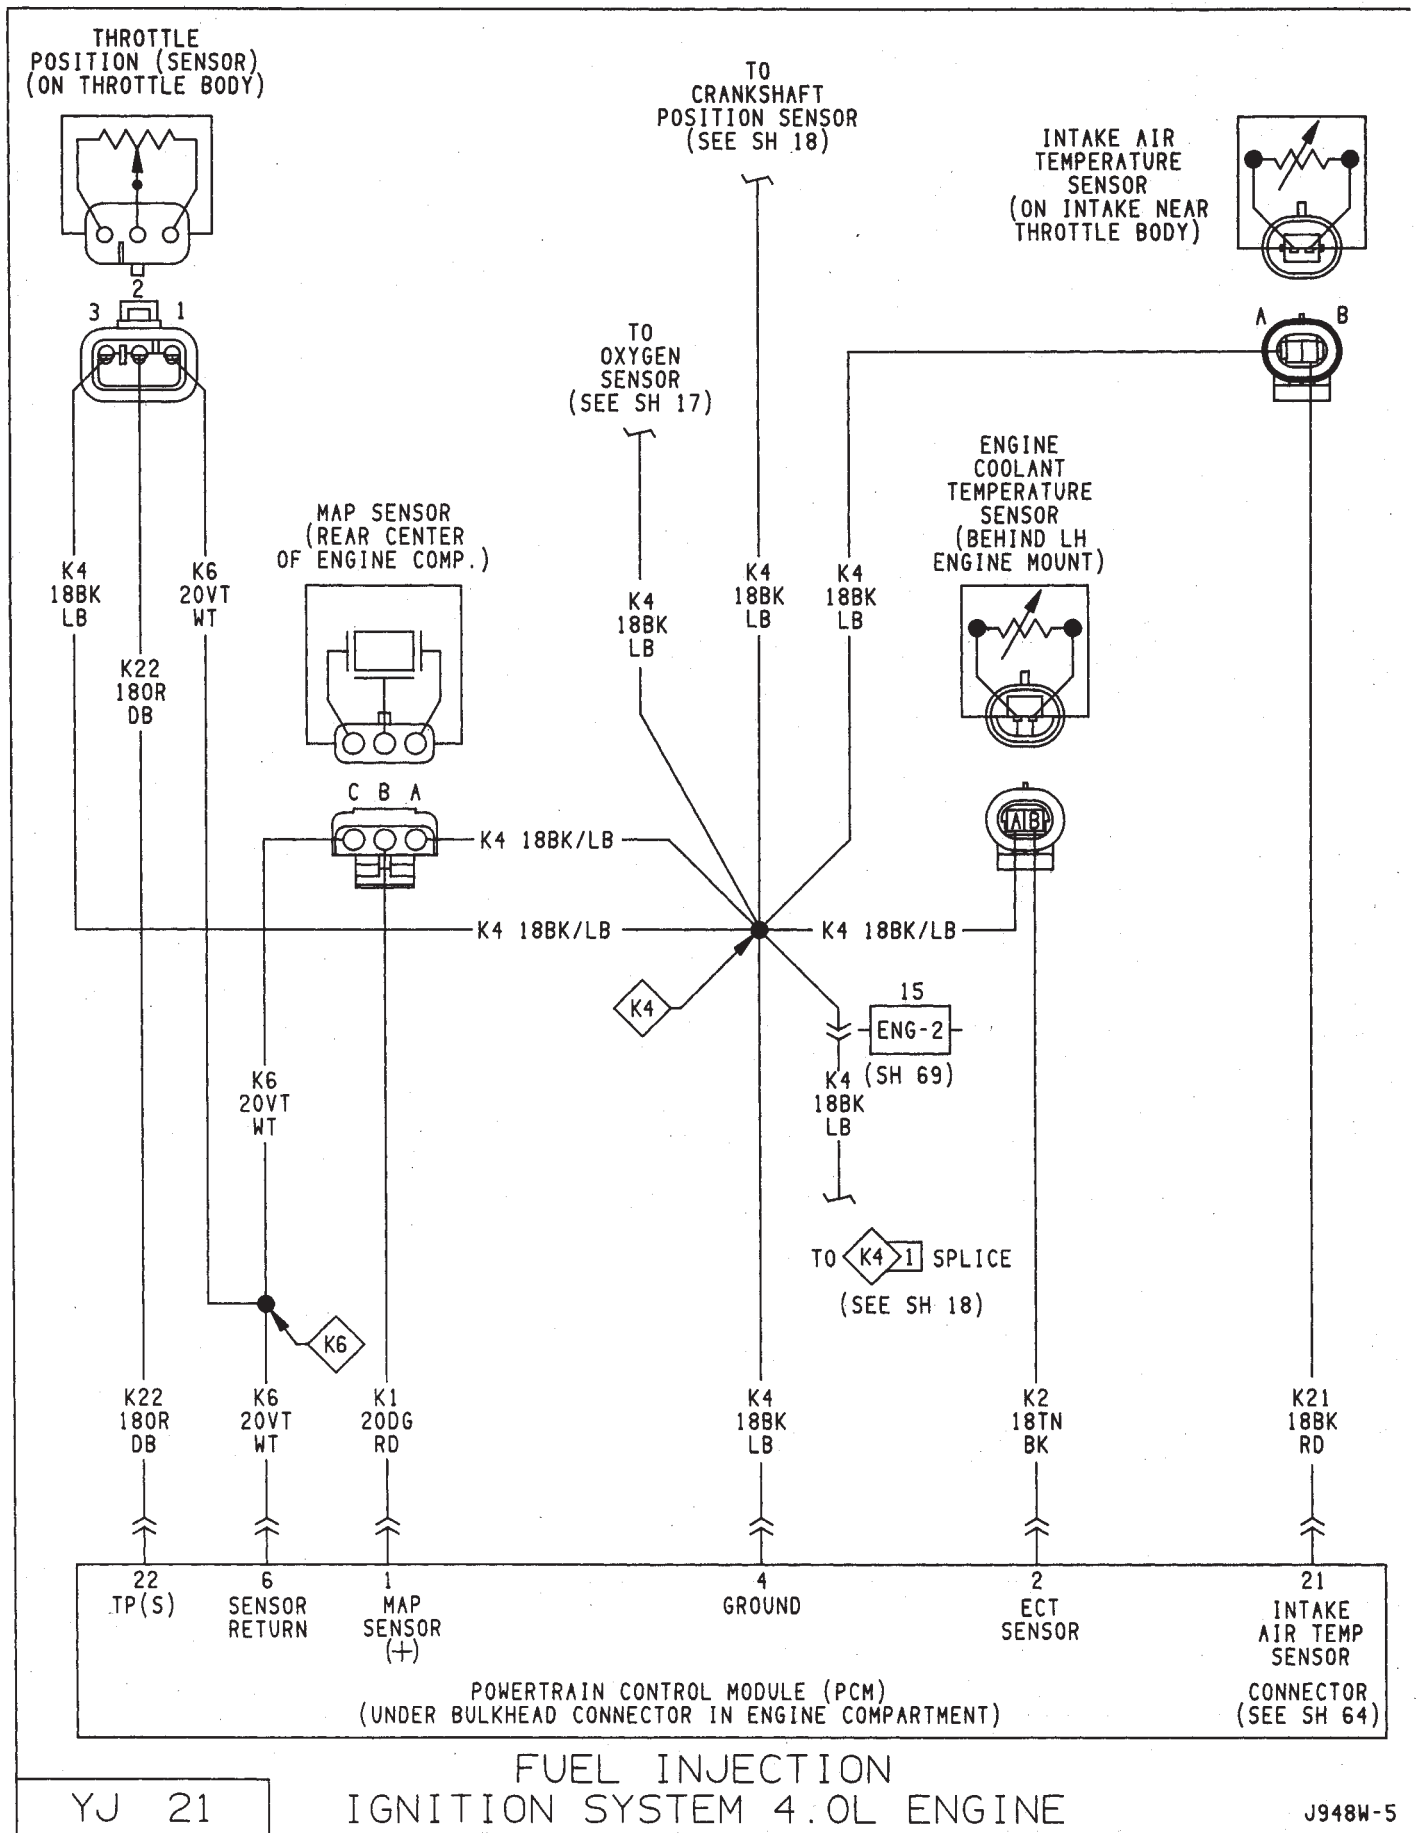 THROTTLE
POSITION (SENSOR)
(ON THROTTLE BODY)
2
3 1
K4
18BK
LB
K22
18OR
DB
K6
20VT
WT
MAP SENSOR
(REAR CENTER
OF ENGINE COMP.)
C B A
TO
CRANKSHAFT
POSITION SENSOR
(SEE SH 18)
TO
OXYGEN
SENSOR
(SEE SH 17)
K4
18BK
LB
K4
18BK
LB
K4
18BK
LB
INTAKE AIR
TEMPERATURE
SENSOR
(ON INTAKE NEAR
THROTTLE BODY)
A B
ENGINE
COOLANT
TEMPERATURE
SENSOR
(BEHIND LH
ENGINE MOUNT)
A B
K4 18BK/LB
K4 18BK/LB
K4 18BK/LB
K4
15
ENG-2
(SH 69)
K4
18BK
LB
TO K4 1 SPLICE
(SEE SH 18)
K6
20VT
WT
K6
K22
18OR
DB
K6
20VT
WT
K1
20DG
RD
K4
18BK
LB
K2
18TN
BK
K21
18BK
RD
22
TP(S)
6
SENSOR
RETURN
1
MAP
SENSOR
(+)
4
GROUND
2
ECT
SENSOR
21
INTAKE
AIR TEMP
SENSOR
POWERTRAIN CONTROL MODULE (PCM)
(UNDER BULKHEAD CONNECTOR IN ENGINE COMPARTMENT)
CONNECTOR
(SEE SH 64)
FUEL INJECTION
IGNITION SYSTEM 4.0L ENGINE
YJ 21
J948W-5